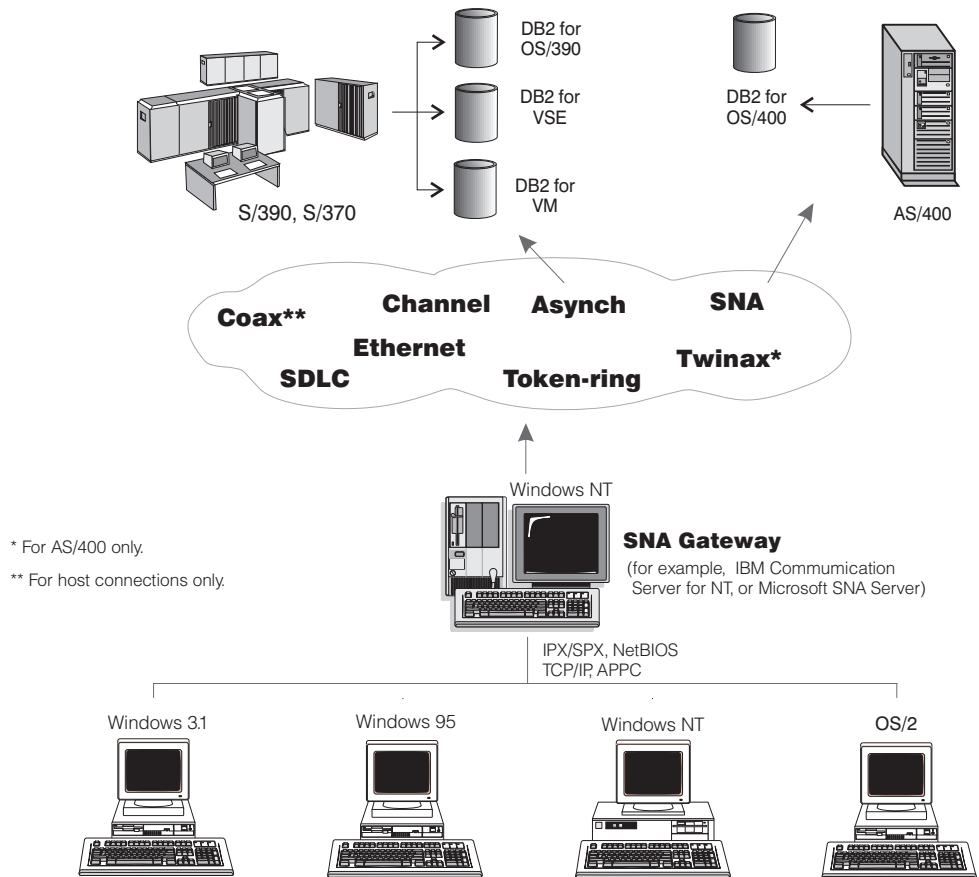 DB2 for
OS/390
DB2 for
VSE
DB2 for
VM
S/390, S/370
DB2 for
OS/400
AS/400
Coax**
Channel
Asynch
SNA
Ethernet
Twinax*
SDLC
Token-ring
Windows NT
* For AS/400 only.
** For host connections only.
SNA Gateway
(for example, IBM Commumication
Server for NT, or Microsoft SNA Server)
IPX/SPX, NetBIOS
TCP/IP, APPC
Windows 3.1
Windows 95
Windows NT
OS/2